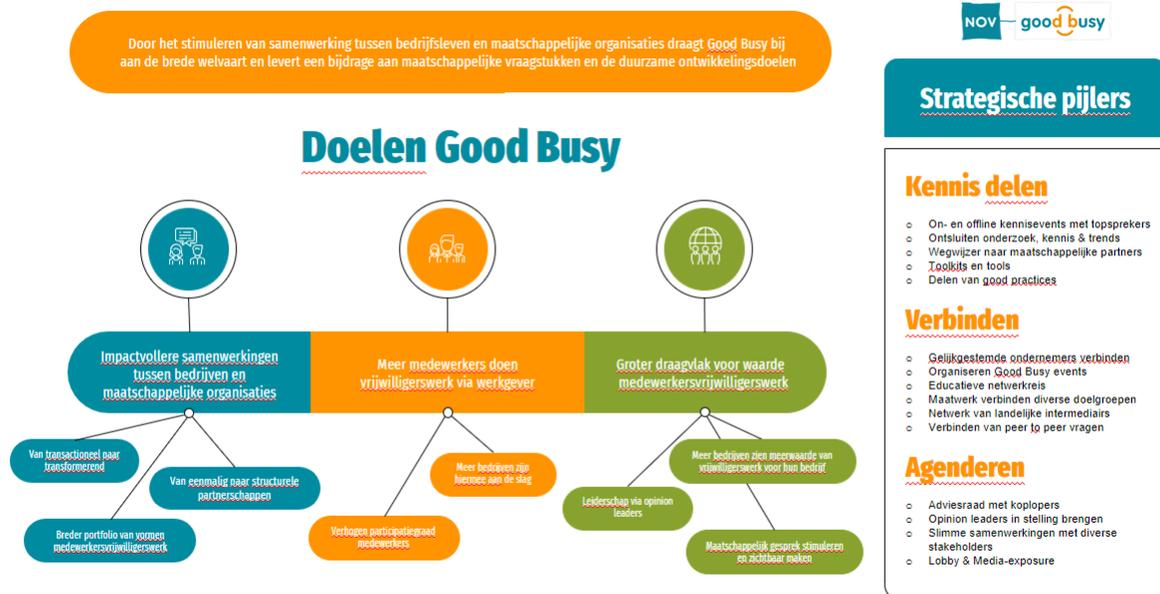 Door het stimuleren van samenwerking tussen bedrijfsleven en maatschappelijke organisaties draagt Good Busy bij
aan de brede welvaart en levert een bijdrage aan maatschappelijke vraagstukken en de duurzame ontwikkelingsdoelen
Doelen Good Busy
Impactvollere samenwerkingen
tussen bedrijven en
maatschappelijke organisaties
Meer medewerkers doen
vrijwilligerswerk via werkgever
Groter draagvlak voor waarde
medewerkersvrijwilligerswerk
Van transactioneel naar
transformerend
Van eenmalig naar structurele
partnerschappen
Breder portfolio van vormen
medewerkersvrijwilligerswerk
Meer bedrijven zijn
hiermee aan de slag
Verhogen participatiegraad
medewerkers
Meer bedrijven zien meerwaarde van
vrijwilligerswerk voor hun bedrijf
Leiderschap via opinion
leaders
Maatschappelijk gesprek stimuleren
en zichtbaar maken
NOV
good busy
Strategische pijlers
Kennis delen
o On- en offline kennisevents met topsprekers
o Ontsluiten onderzoek, kennis & trends
o Wegwijzer naar maatschappelijke partners
o Toolkits en tools
o Delen van good practices
Verbinden
o Gelijkgestemde ondernemers verbinden
o Organiseren Good Busy events
o Educatieve netwerkreis
o Maatwerk verbinden diverse doelgroepen
o Netwerk van landelijke intermediairs
o Verbinden van peer to peer vragen
Agenderen
o Adviesraad met koplopers
o Opinion leaders in stelling brengen
o Slimme samenwerkingen met diverse
stakeholders
o Lobby & Media-exposure